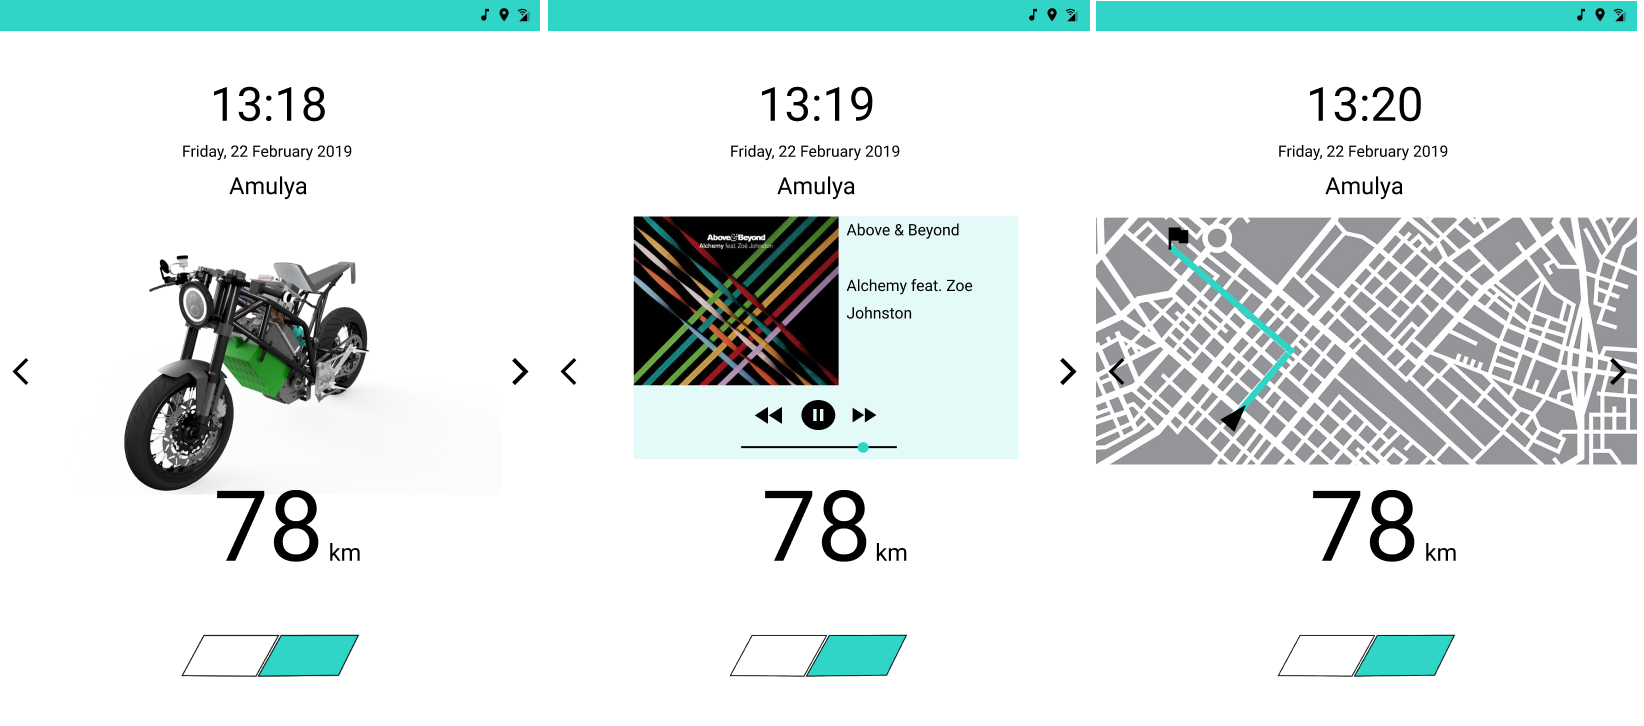 13:18
Friday, 22 February 2019
Amulya
78 km
13:19
Friday, 22 February 2019
Amulya
Above & Beyond
Alchemy feat. Zoë Johnston
Above & Beyond
Alchemy feat. Zoe
Johnston
78 km
13:20
Friday, 22 February 2019
Amulya
78 km